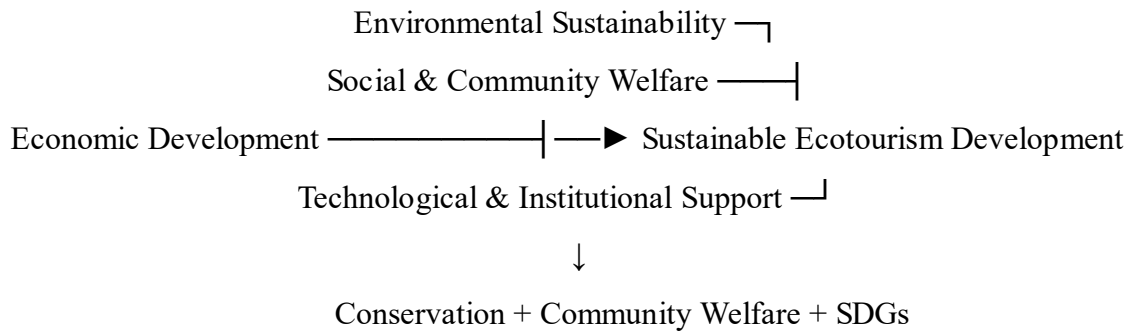 Environmental Sustainability ─┐
Social & Community Welfare ───┤
Economic Development ────────┤──► Sustainable Ecotourism Development
Technological & Institutional Support ─┘
↓
Conservation + Community Welfare + SDGs